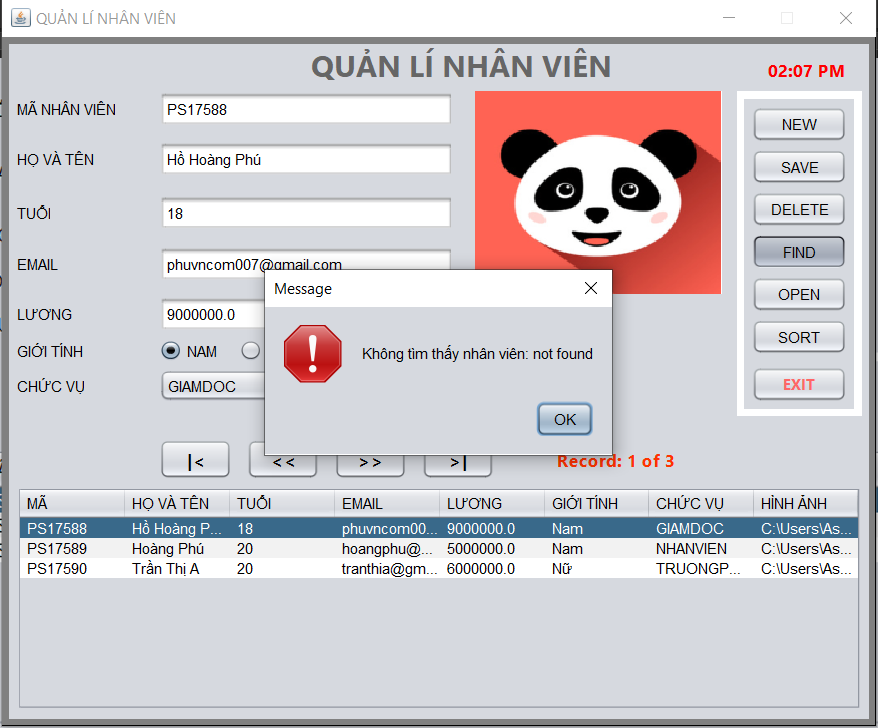 QUẢN LÍ NHÂN VIÊN
QUẢN LÍ NHÂN VIÊN
02:07 PM
MÃ NHÂN VIÊN PS17588
HỌ VÀ TÊN Hồ Hoàng Phú
TUỔI 18
EMAIL phuvncom007@gmail.com
LƯƠNG 9000000.0
GIỚI TÍNH NAM
CHỨC VỤ GIAMDOC
NEW
SAVE
DELETE
FIND
OPEN
SORT
EXIT
Message
Không tìm thấy nhân viên: not found
OK
|< << >> >| Record: 1 of 3
MÃ HỌ VÀ TÊN TUỔI EMAIL LƯƠNG GIỚI TÍNH CHỨC VỤ HÌNH ẢNH
PS17588 Hồ Hoàng P... 18 phuvncom00... 9000000.0 Nam GIAMDOC C:\Users\As...
PS17589 Hoàng Phú 20 hoangphu@... 5000000.0 Nam NHANVIEN C:\Users\As...
PS17590 Trần Thị A 20 tranthia@gm... 6000000.0 Nữ TRUONGP... C:\Users\As...